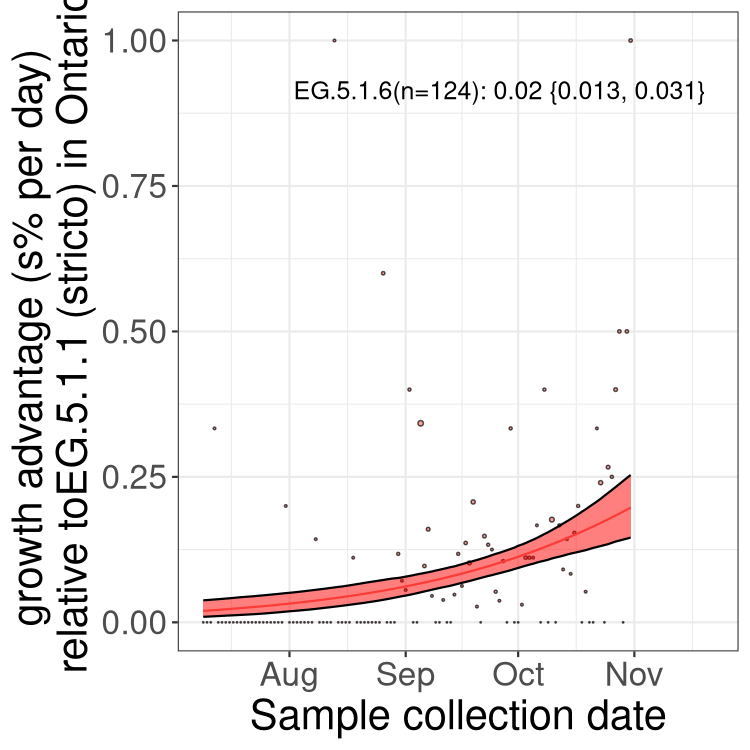 growth advantage (s% per day)
relative toEG.5.1.1 (stricto) in Ontario
1.00
0.75
0.50
0.25
0.00
EG.5.1.6(n=124): 0.02 {0.013, 0.031}
Aug Sep Oct Nov
Sample collection date